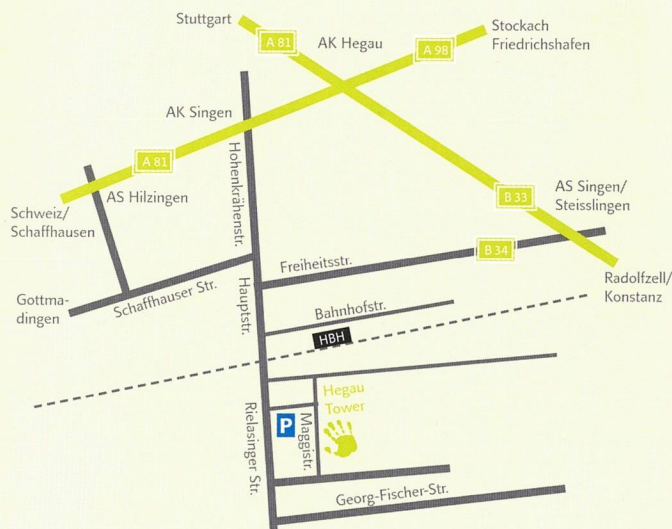 Stuttgart
A 81
AK Hegau
A 98
Stockach
Friedrichshafen
AK Singen
A 81
Hohenkrähenstr.
AS Hilzingen
Schweiz/
Schaffhausen
B 33
AS Singen/
Steisslingen
B 34
Freiheitsstr.
Radolfzell/
Konstanz
Gottma-
dingen
Schaffhauser Str.
Hauptstr.
Bahnhofstr.
HBH
Hegau
Tower
Rielasinger Str.
P
Maggistr.
Georg-Fischer-Str.